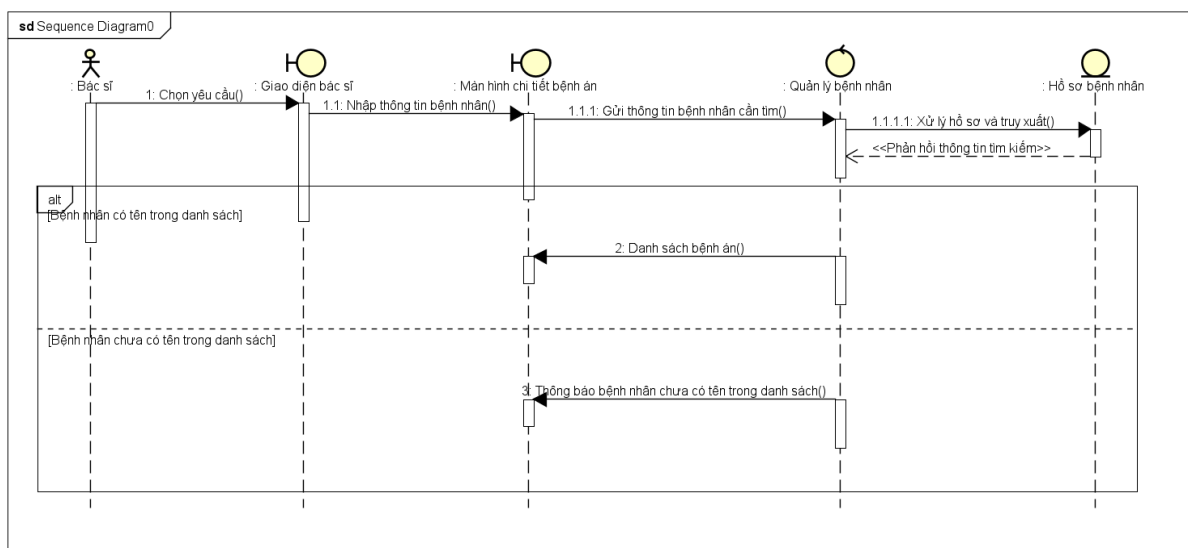 sd Sequence Diagram0
: Bác sĩ
: Giao diện bác sĩ
: Màn hình chi tiết bệnh án
: Quản lý bệnh nhân
: Hồ sơ bệnh nhân
1: Chọn yêu cầu()
1.1: Nhập thông tin bệnh nhân()
1.1.1: Gửi thông tin bệnh nhân cần tìm()
1.1.1.1: Xử lý hồ sơ và truy xuất()
<<Phản hồi thông tin tìm kiếm>>
alt
[Bệnh nhân có tên trong danh sách]
2: Danh sách bệnh án()
[Bệnh nhân chưa có tên trong danh sách]
3: Thông báo bệnh nhân chưa có tên trong danh sách()